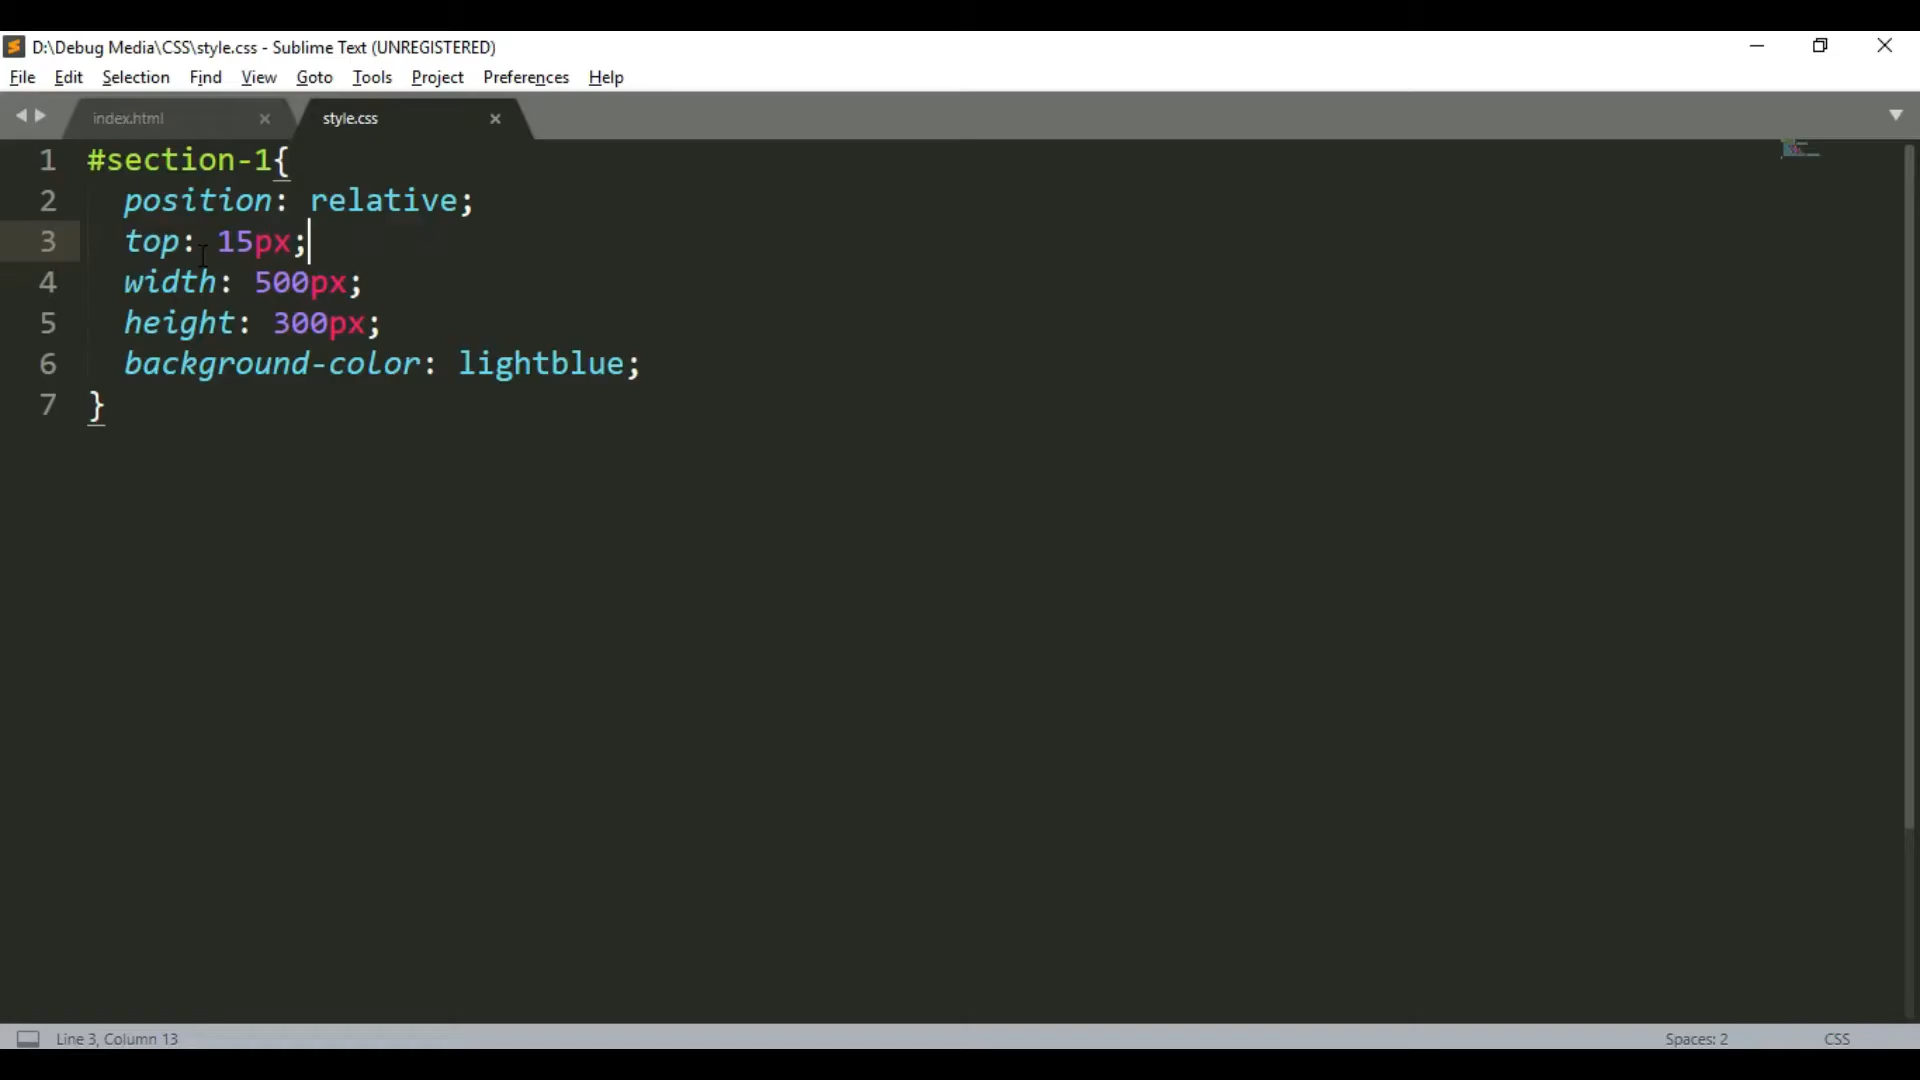 D:\Debug Media\CSS\style.css - Sublime Text (UNREGISTERED)
File Edit Selection Find View Goto Tools Project Preferences Help
index.html style.css
1 #section-1{
2 position: relative;
3 top: 15px;
4 width: 500px;
5 height: 300px;
6 background-color: lightblue;
7 }
Line 3, Column 13 Spaces: 2 CSS